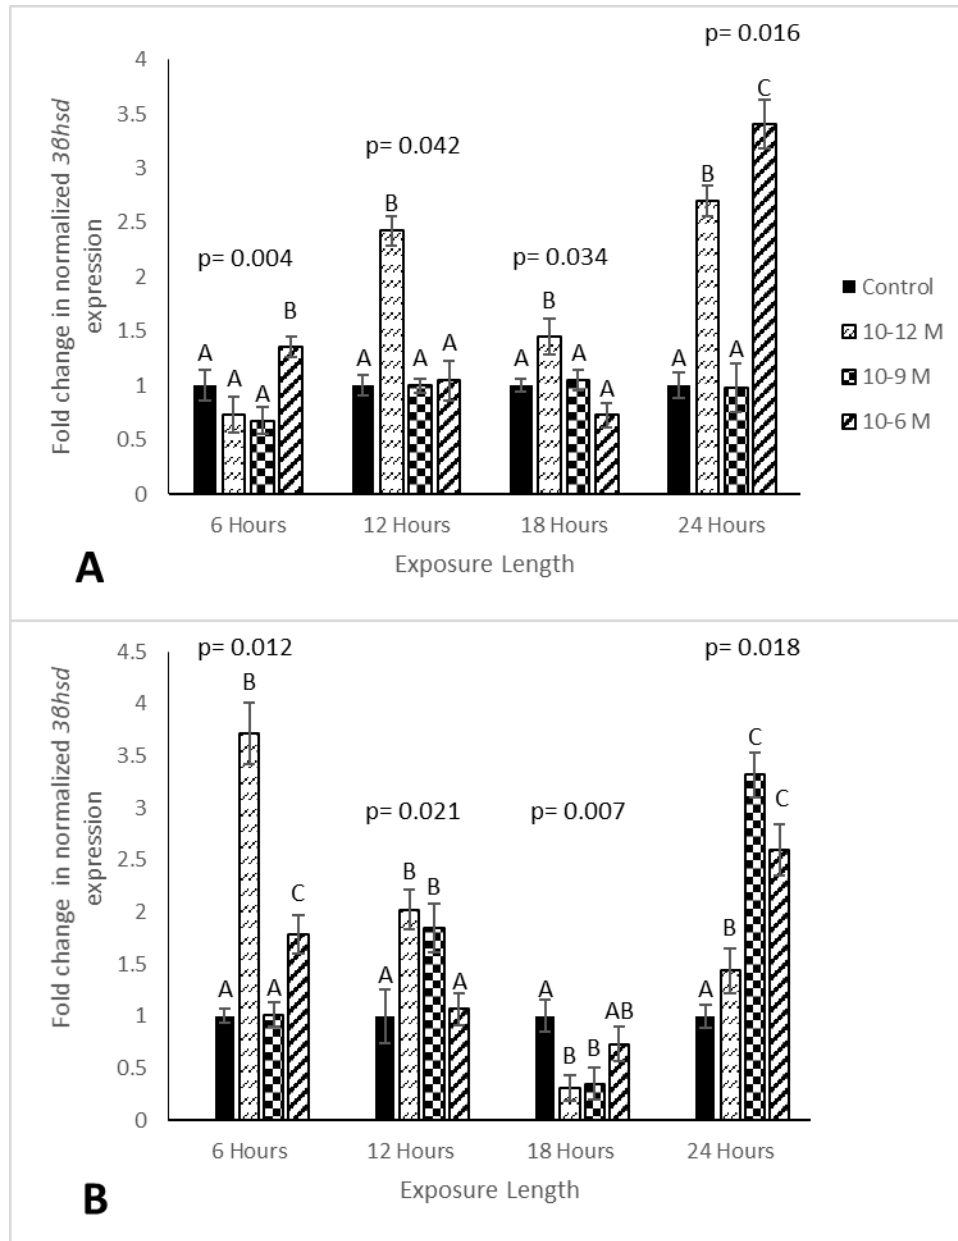 p= 0.016
4
3.5
3
2.5
2
1.5
1
0.5
0
Fold change in normalized 3βhsd
expression
p= 0.004
p= 0.042
p= 0.034
A
A
A
B
A
B
A
A
A
B
A
A
A
B
A
C
6 Hours
12 Hours
18 Hours
24 Hours
Exposure Length
Control
10-12 M
10-9 M
10-6 M
A
p= 0.012
p= 0.018
4.5
4
3.5
3
2.5
2
1.5
1
0.5
0
Fold change in normalized 3βhsd
expression
p= 0.021
p= 0.007
A
B
A
C
A
B
B
A
A
B
B
AB
A
B
C
C
6 Hours
12 Hours
18 Hours
24 Hours
Exposure Length
B